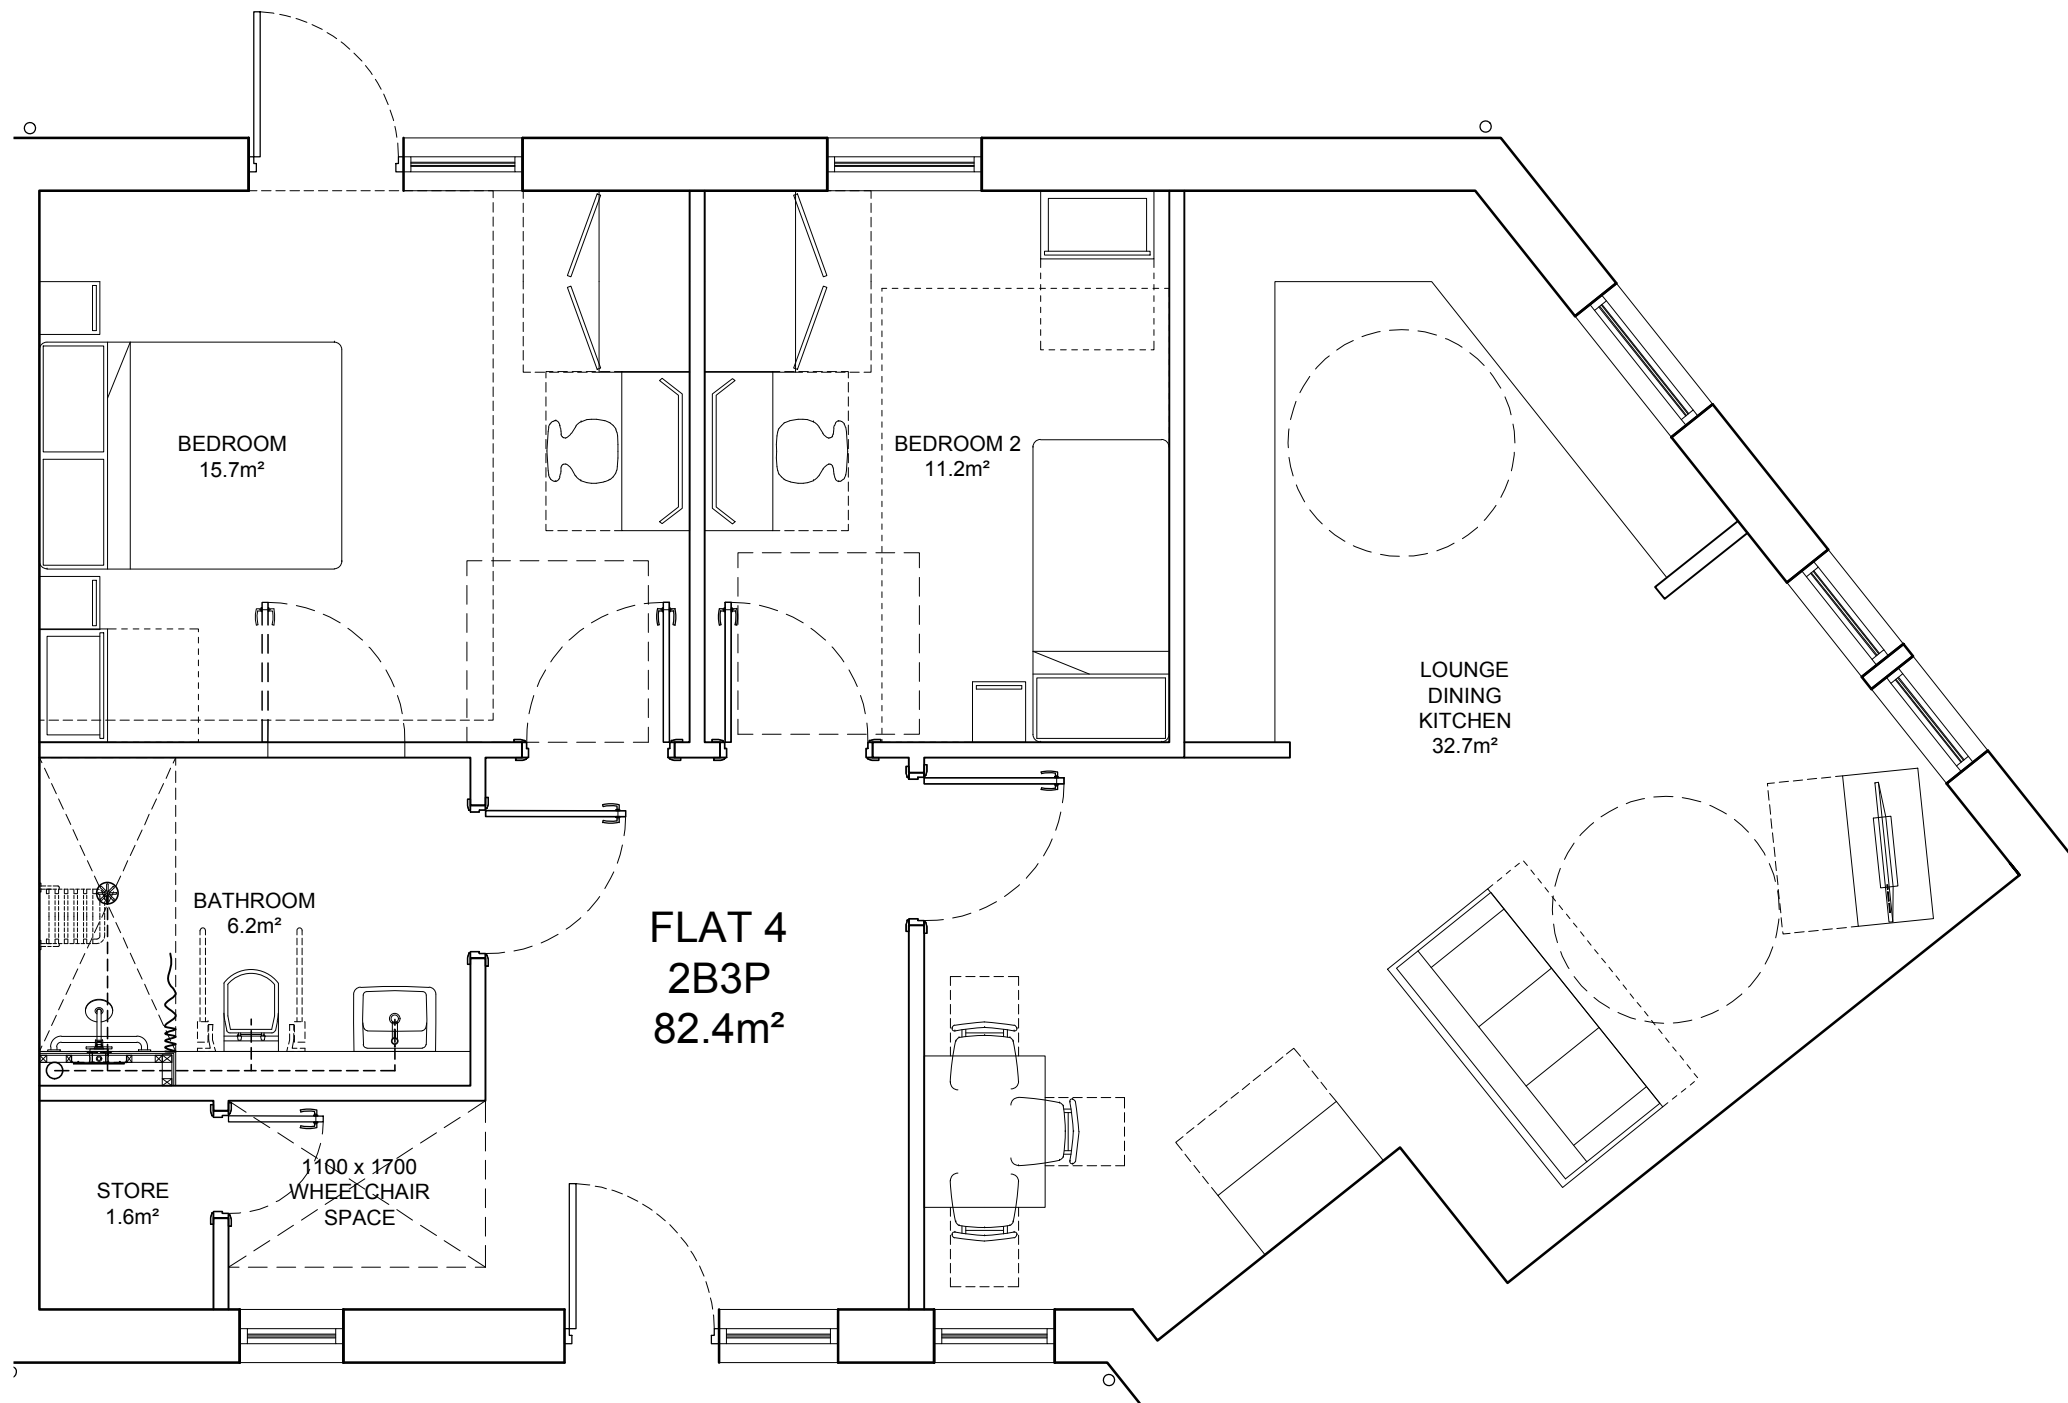 BEDROOM
15.7m²
BEDROOM 2
11.2m²
LOUNGE
DINING
KITCHEN
32.7m²
BATHROOM
6.2m²
FLAT 4
2B3P
82.4m²
STORE
1.6m²
1100 x 1700
WHEELCHAIR
SPACE